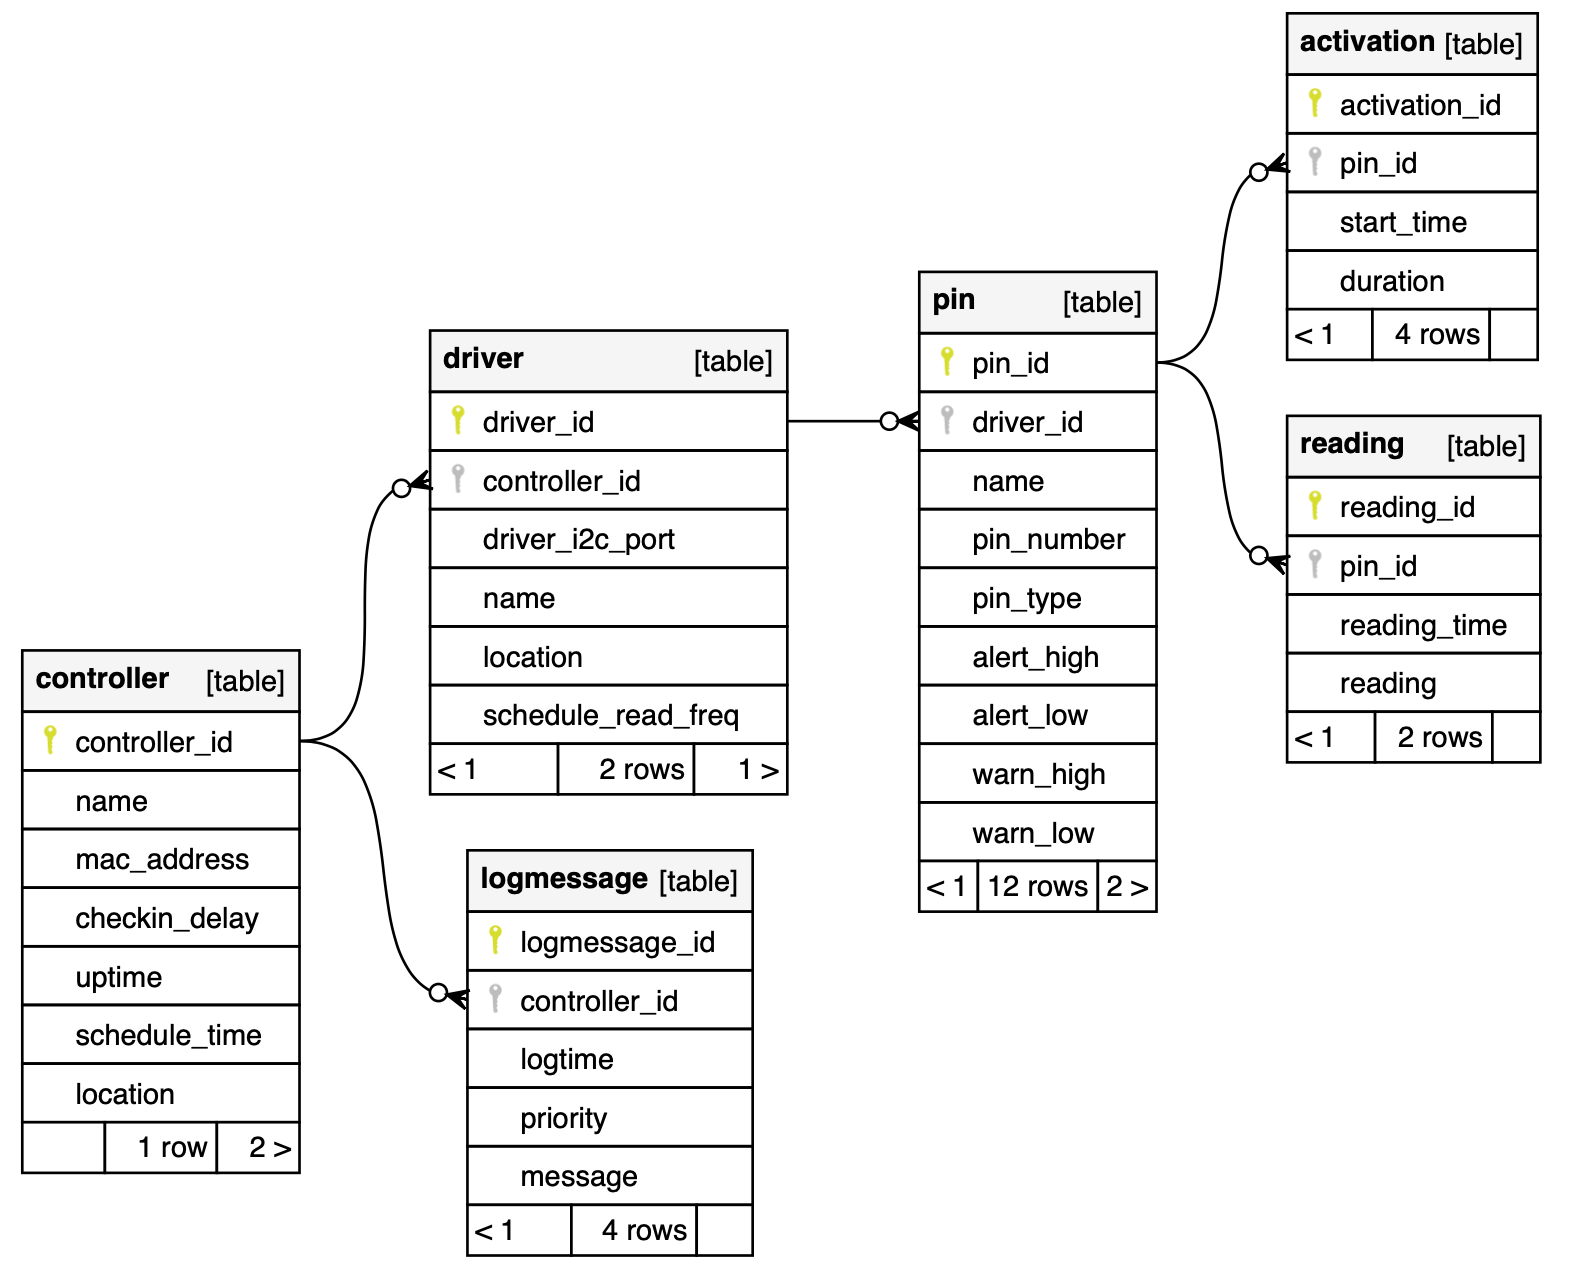 activation [table]
activation_id
pin_id
start_time
duration
< 1 4 rows
pin [table]
pin_id
driver_id
name
pin_number
pin_type
alert_high
alert_low
warn_high
warn_low
< 1 12 rows 2 >
driver [table]
driver_id
controller_id
driver_i2c_port
name
location
schedule_read_freq
< 1 2 rows 1 >
reading [table]
reading_id
pin_id
reading_time
reading
< 1 2 rows
controller [table]
controller_id
name
mac_address
checkin_delay
uptime
schedule_time
location
1 row 2 >
logmessage [table]
logmessage_id
controller_id
logtime
priority
message
< 1 4 rows